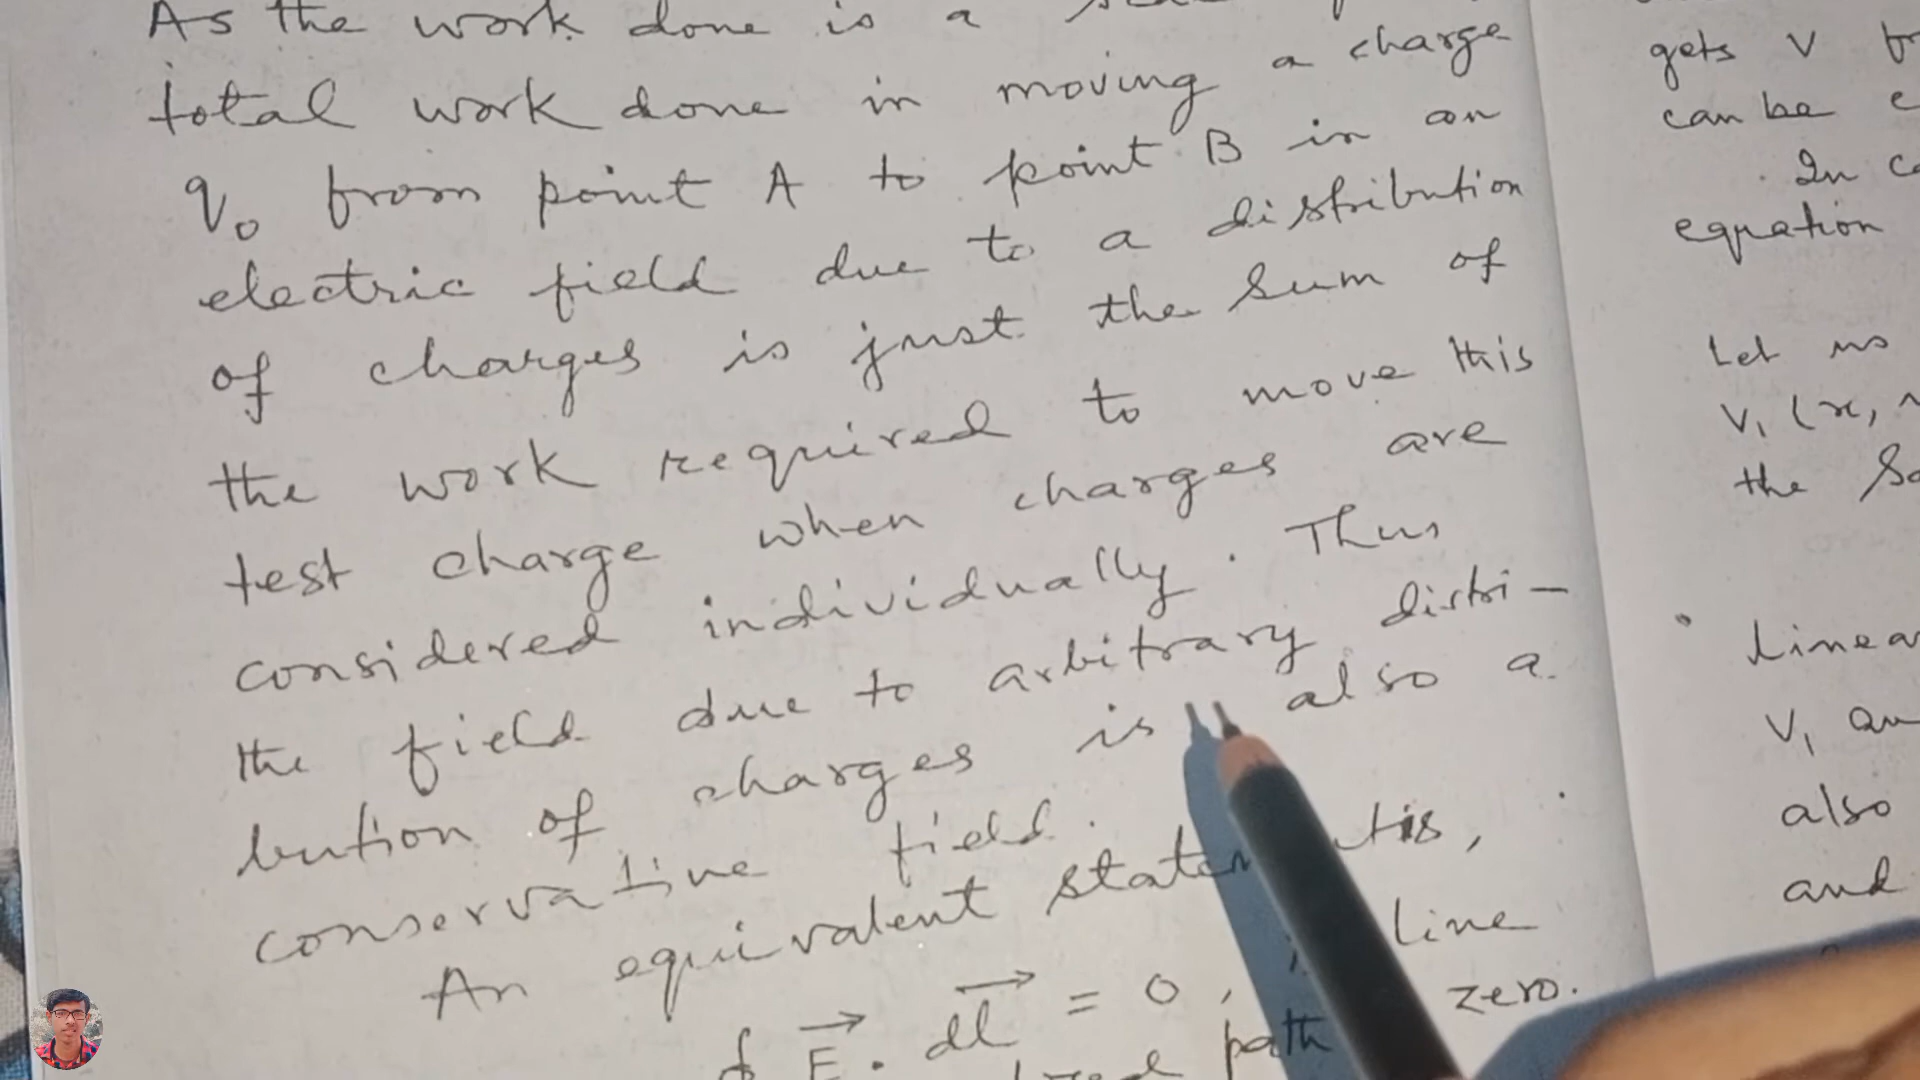 As the work done is a
total work done in moving a charge
q₀ from point A to point B in an
electric field due to a distribution
of charges is just the sum of
the work required to move this
test charge when charges are
considered individually. Thus
the field due to arbitrary distri-
bution of charges is also a
conservative field.
An equivalent is,
∮ E⃗ · dl⃗ = 0, line
path zero.
gets V
can be
In
equation
Let us
V₁ (x,
the
Linear
V₁
also
and